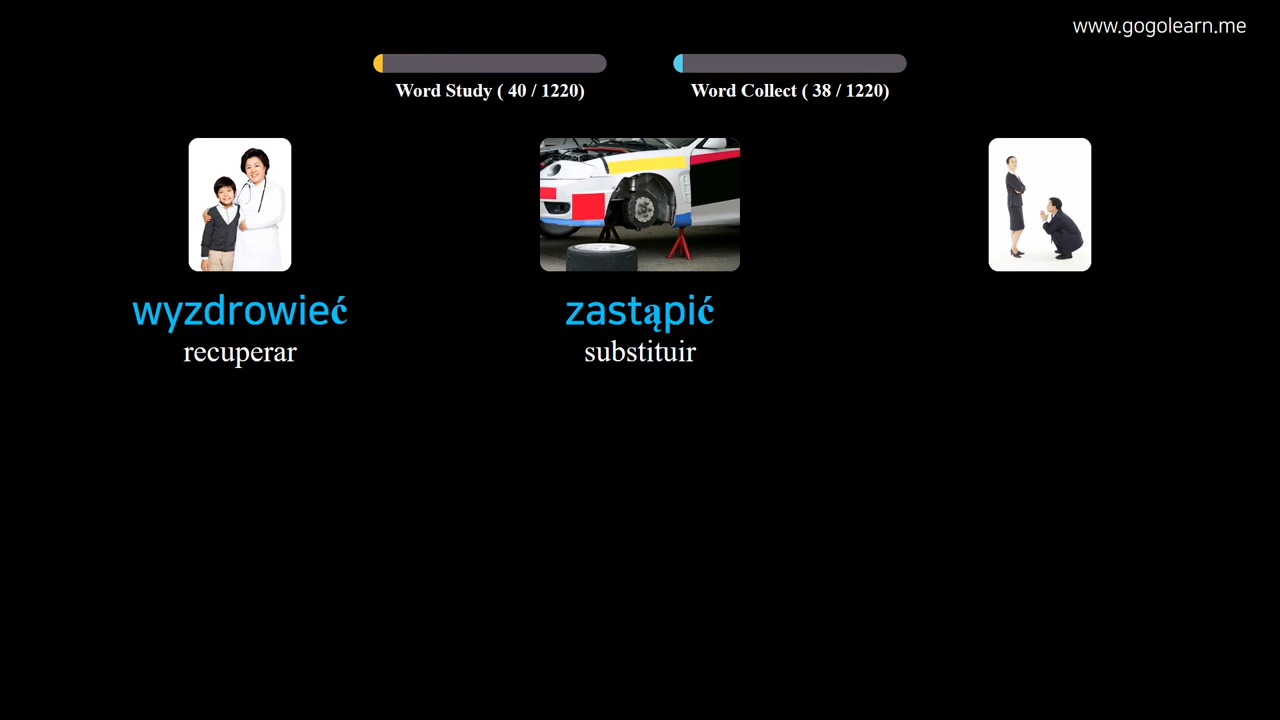 www.gogolearn.me
Word Study ( 40 / 1220)
Word Collect ( 38 / 1220)
wyzdrowieć
recuperar
zastąpić
substituir